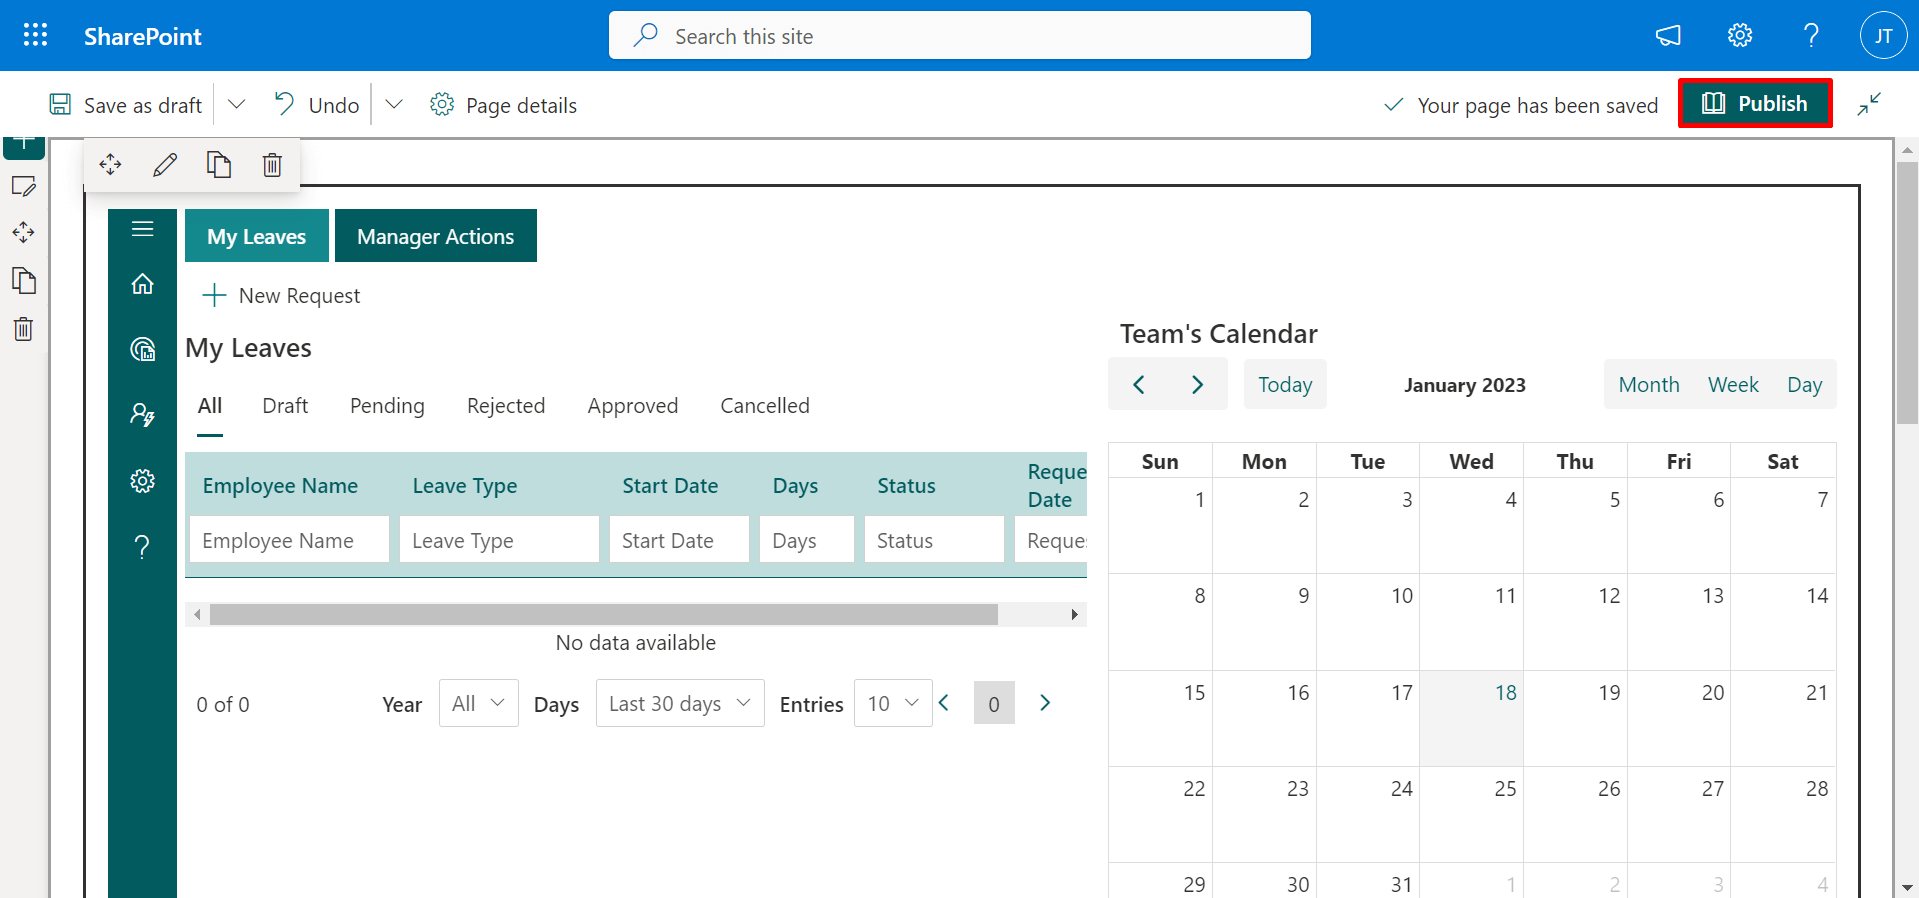 SharePoint
Search this site
JT
Save as draft
Undo
Page details
Your page has been saved
Publish
My Leaves
Manager Actions
New Request
My Leaves
All Draft Pending Rejected Approved Cancelled
Employee Name Leave Type Start Date Days Status Reque
Date
Employee Name Leave Type Start Date Days Status Reque
No data available
0 of 0 Year All Days Last 30 days Entries 10 0
Team's Calendar
Today January 2023 Month Week Day
Sun Mon Tue Wed Thu Fri Sat
1 2 3 4 5 6 7
8 9 10 11 12 13 14
15 16 17 18 19 20 21
22 23 24 25 26 27 28
29 30 31 1 2 3 4